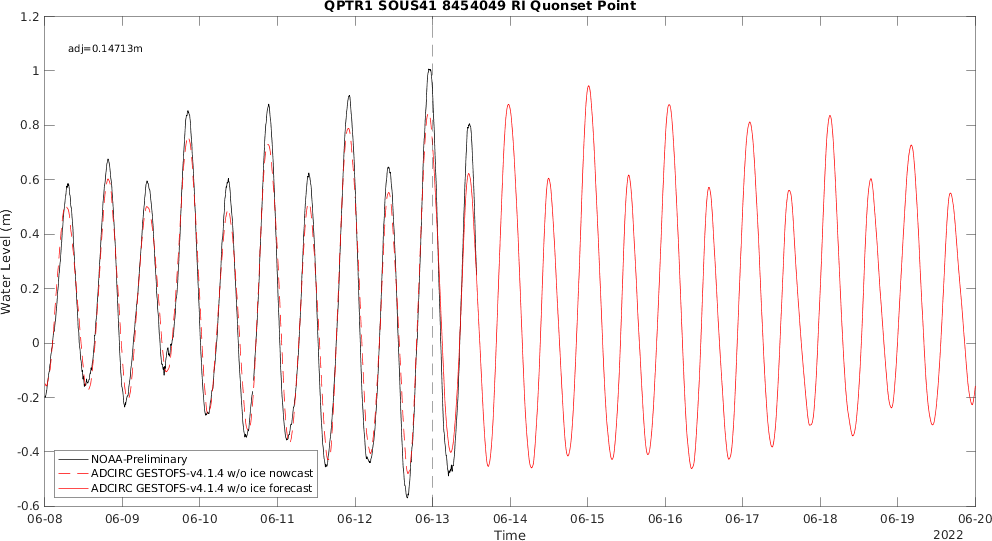 QPTR1 SOUS41 8454049 RI Quonset Point
1.2
adj=0.14713m
1
0.8
0.6
0.4
0.2
0
-0.2
-0.4
-0.6
Water Level (m)
NOAA-Preliminary
ADCIRC GESTOFS-v4.1.4 w/o ice nowcast
ADCIRC GESTOFS-v4.1.4 w/o ice forecast
06-08 06-09 06-10 06-11 06-12 06-13 06-14 06-15 06-16 06-17 06-18 06-19 06-20
Time
2022